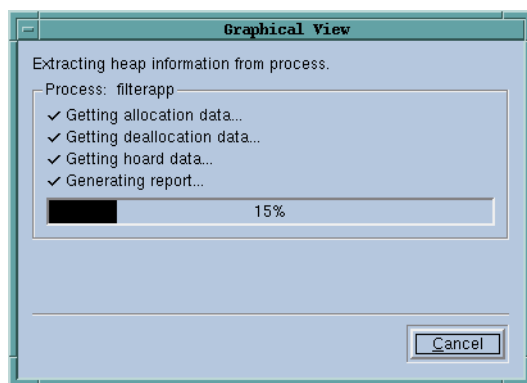 Graphical View
Extracting heap information from process.
Process: filterapp
✓ Getting allocation data...
✓ Getting deallocation data...
✓ Getting hoard data...
✓ Generating report...
15%
Cancel